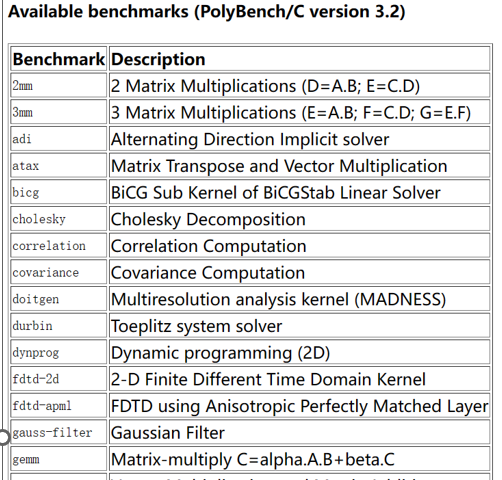 Available benchmarks (PolyBench/C version 3.2)
Benchmark Description
2mm 2 Matrix Multiplications (D=A.B; E=C.D)
3mm 3 Matrix Multiplications (E=A.B; F=C.D; G=E.F)
adi Alternating Direction Implicit solver
atax Matrix Transpose and Vector Multiplication
bicg BiCG Sub Kernel of BiCGStab Linear Solver
cholesky Cholesky Decomposition
correlation Correlation Computation
covariance Covariance Computation
doitgen Multiresolution analysis kernel (MADNESS)
durbin Toeplitz system solver
dynprog Dynamic programming (2D)
fdtd-2d 2-D Finite Different Time Domain Kernel
fdtd-apml FDTD using Anisotropic Perfectly Matched Layer
gauss-filter Gaussian Filter
gemm Matrix-multiply C=alpha.A.B+beta.C